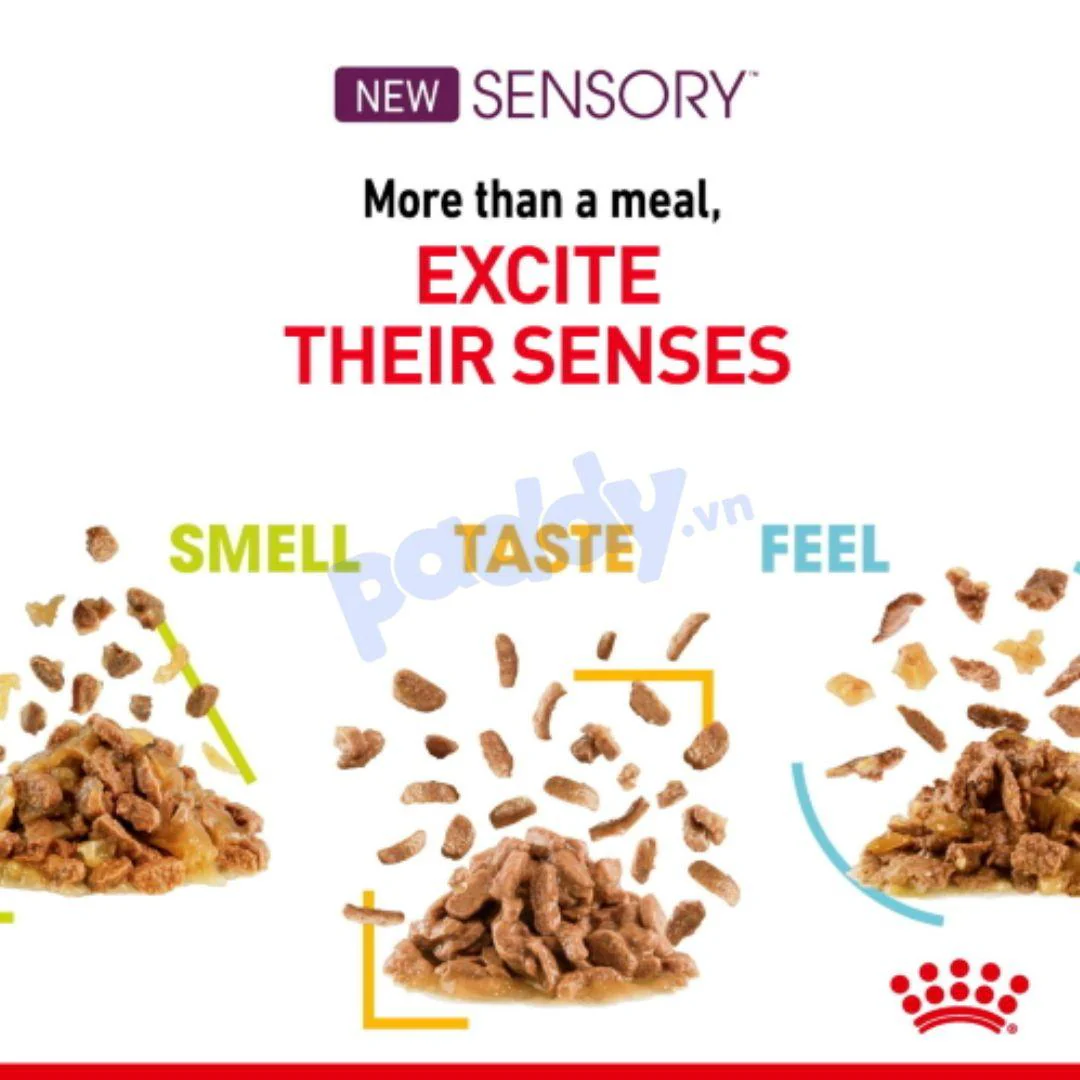 NEW SENSORY™
More than a meal,
EXCITE
THEIR SENSES
SMELL TASTE FEEL
paddy.vn
®